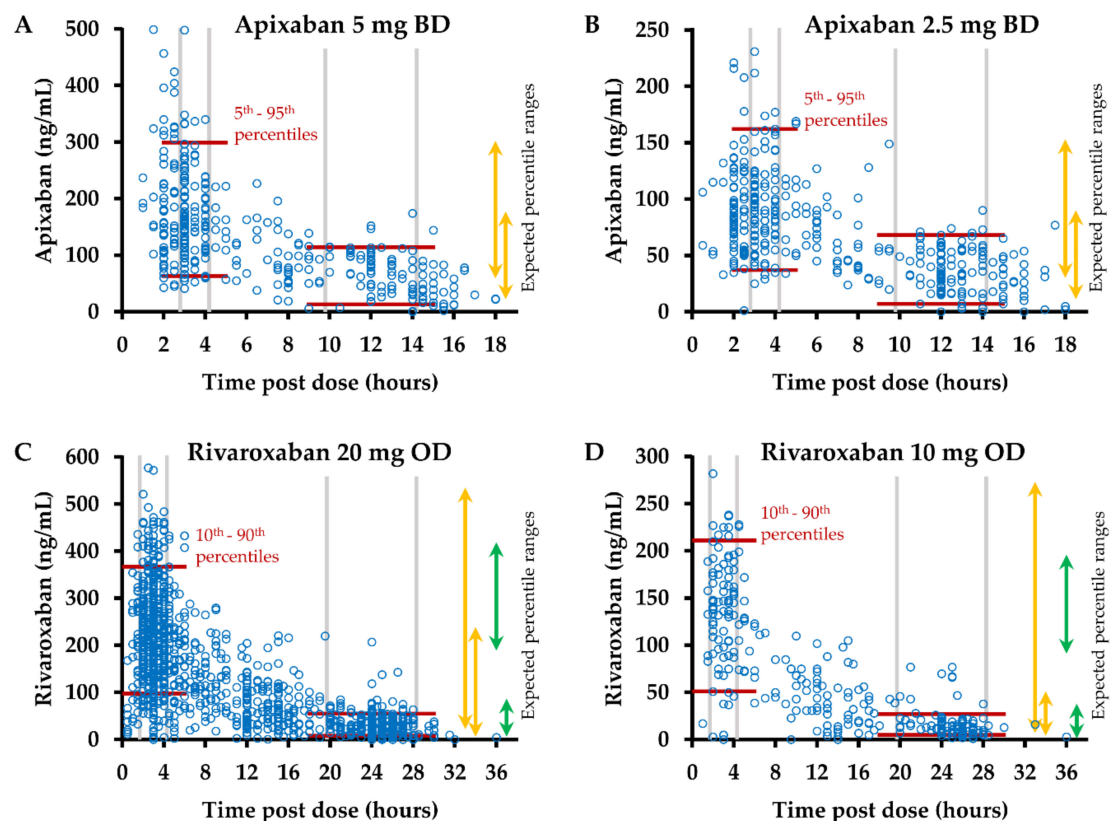 A
Apixaban 5 mg BD
Apixaban (ng/mL)
500
400
300
200
100
0
5th - 95th
percentiles
Expected percentile ranges
0 2 4 6 8 10 12 14 16 18
Time post dose (hours)
B
Apixaban 2.5 mg BD
Apixaban (ng/mL)
250
200
150
100
50
0
5th - 95th
percentiles
Expected percentile ranges
0 2 4 6 8 10 12 14 16 18
Time post dose (hours)
C
Rivaroxaban 20 mg OD
Rivaroxaban (ng/mL)
600
500
400
300
200
100
0
10th - 90th
percentiles
Expected percentile ranges
0 4 8 12 16 20 24 28 32 36
Time post dose (hours)
D
Rivaroxaban 10 mg OD
Rivaroxaban (ng/mL)
300
250
200
150
100
50
0
10th - 90th
percentiles
Expected percentile ranges
0 4 8 12 16 20 24 28 32 36
Time post dose (hours)